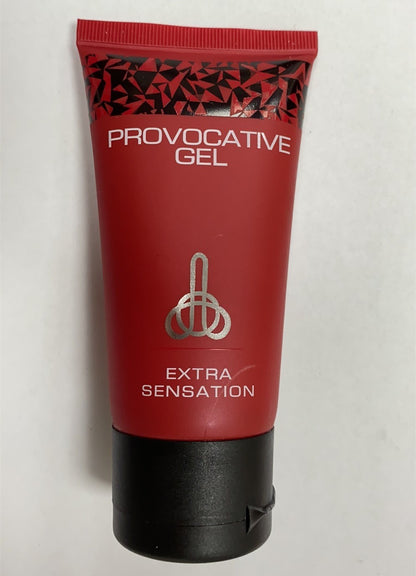 PROVOCATIVE
GEL
EXTRA
SENSATION